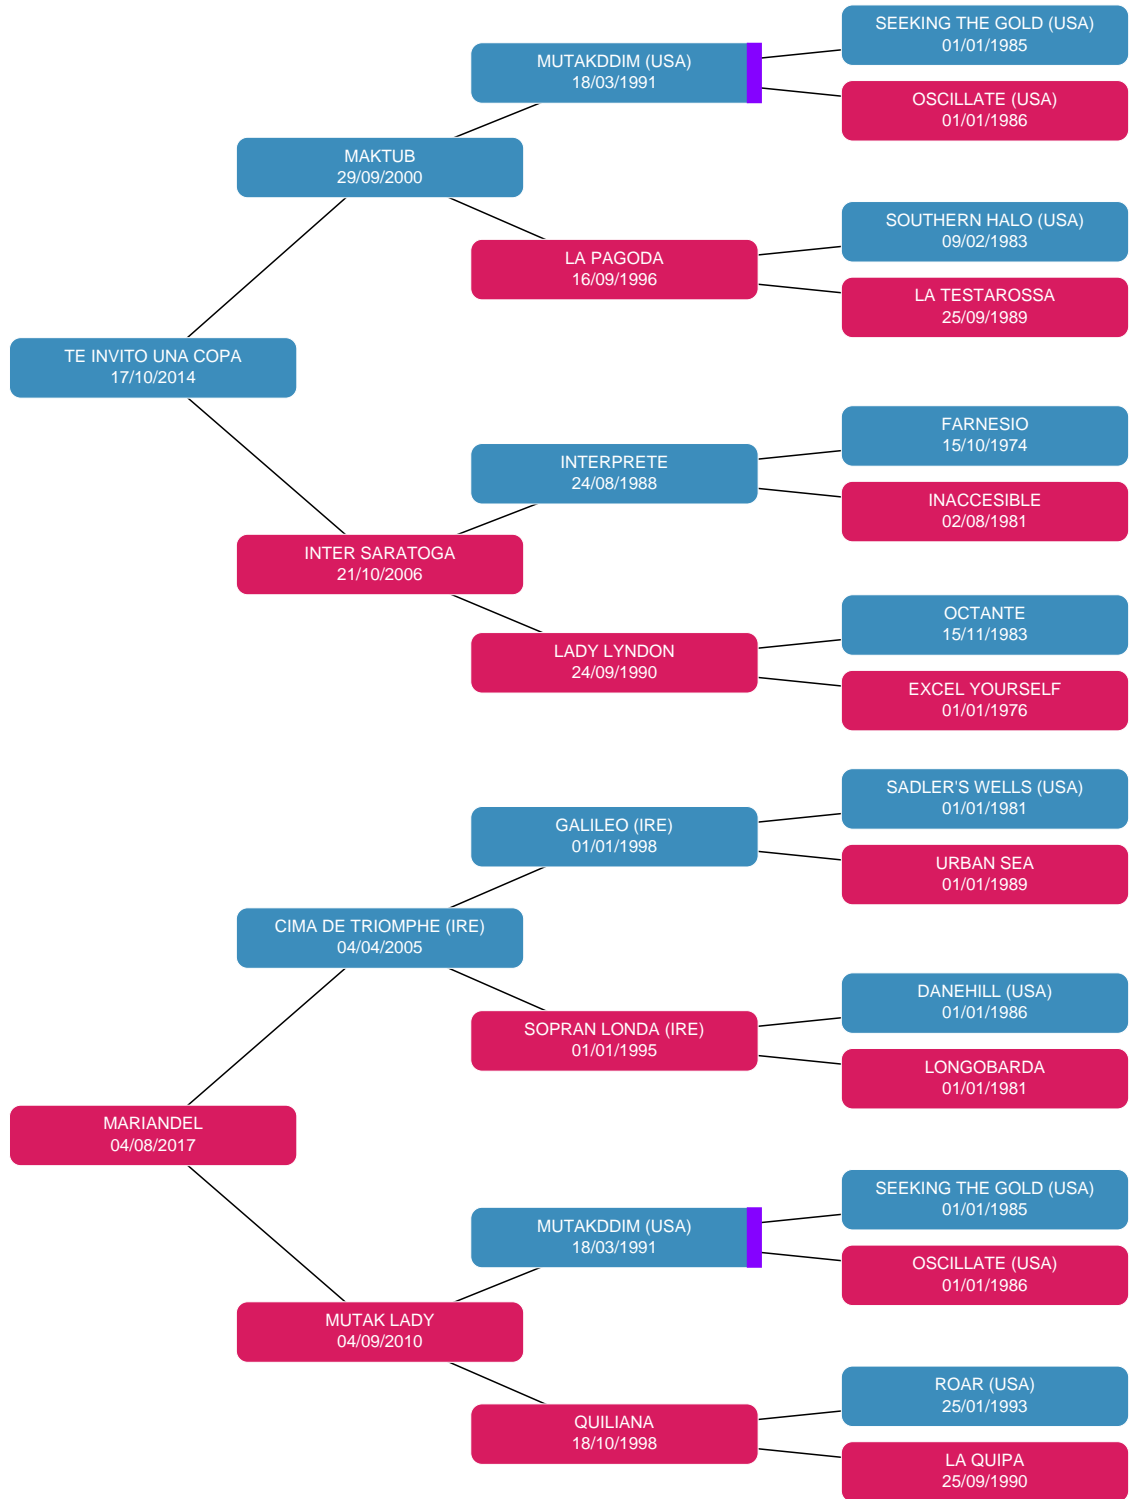 SEEKING THE GOLD (USA)
01/01/1985
MUTAKDDIM (USA)
18/03/1991
OSCILLATE (USA)
01/01/1986
MAKTUB
29/09/2000
SOUTHERN HALO (USA)
09/02/1983
LA PAGODA
16/09/1996
LA TESTAROSSA
25/09/1989
TE INVITO UNA COPA
17/10/2014
FARNESIO
15/10/1974
INTERPRETE
24/08/1988
INACCESIBLE
02/08/1981
INTER SARATOGA
21/10/2006
OCTANTE
15/11/1983
LADY LYNDON
24/09/1990
EXCEL YOURSELF
01/01/1976
SADLER'S WELLS (USA)
01/01/1981
GALILEO (IRE)
01/01/1998
URBAN SEA
01/01/1989
CIMA DE TRIOMPHE (IRE)
04/04/2005
DANEHILL (USA)
01/01/1986
SOPRAN LONDA (IRE)
01/01/1995
LONGOBARDA
01/01/1981
MARIANDEL
04/08/2017
SEEKING THE GOLD (USA)
01/01/1985
MUTAKDDIM (USA)
18/03/1991
OSCILLATE (USA)
01/01/1986
MUTAK LADY
04/09/2010
ROAR (USA)
25/01/1993
QUILIANA
18/10/1998
LA QUIPA
25/09/1990